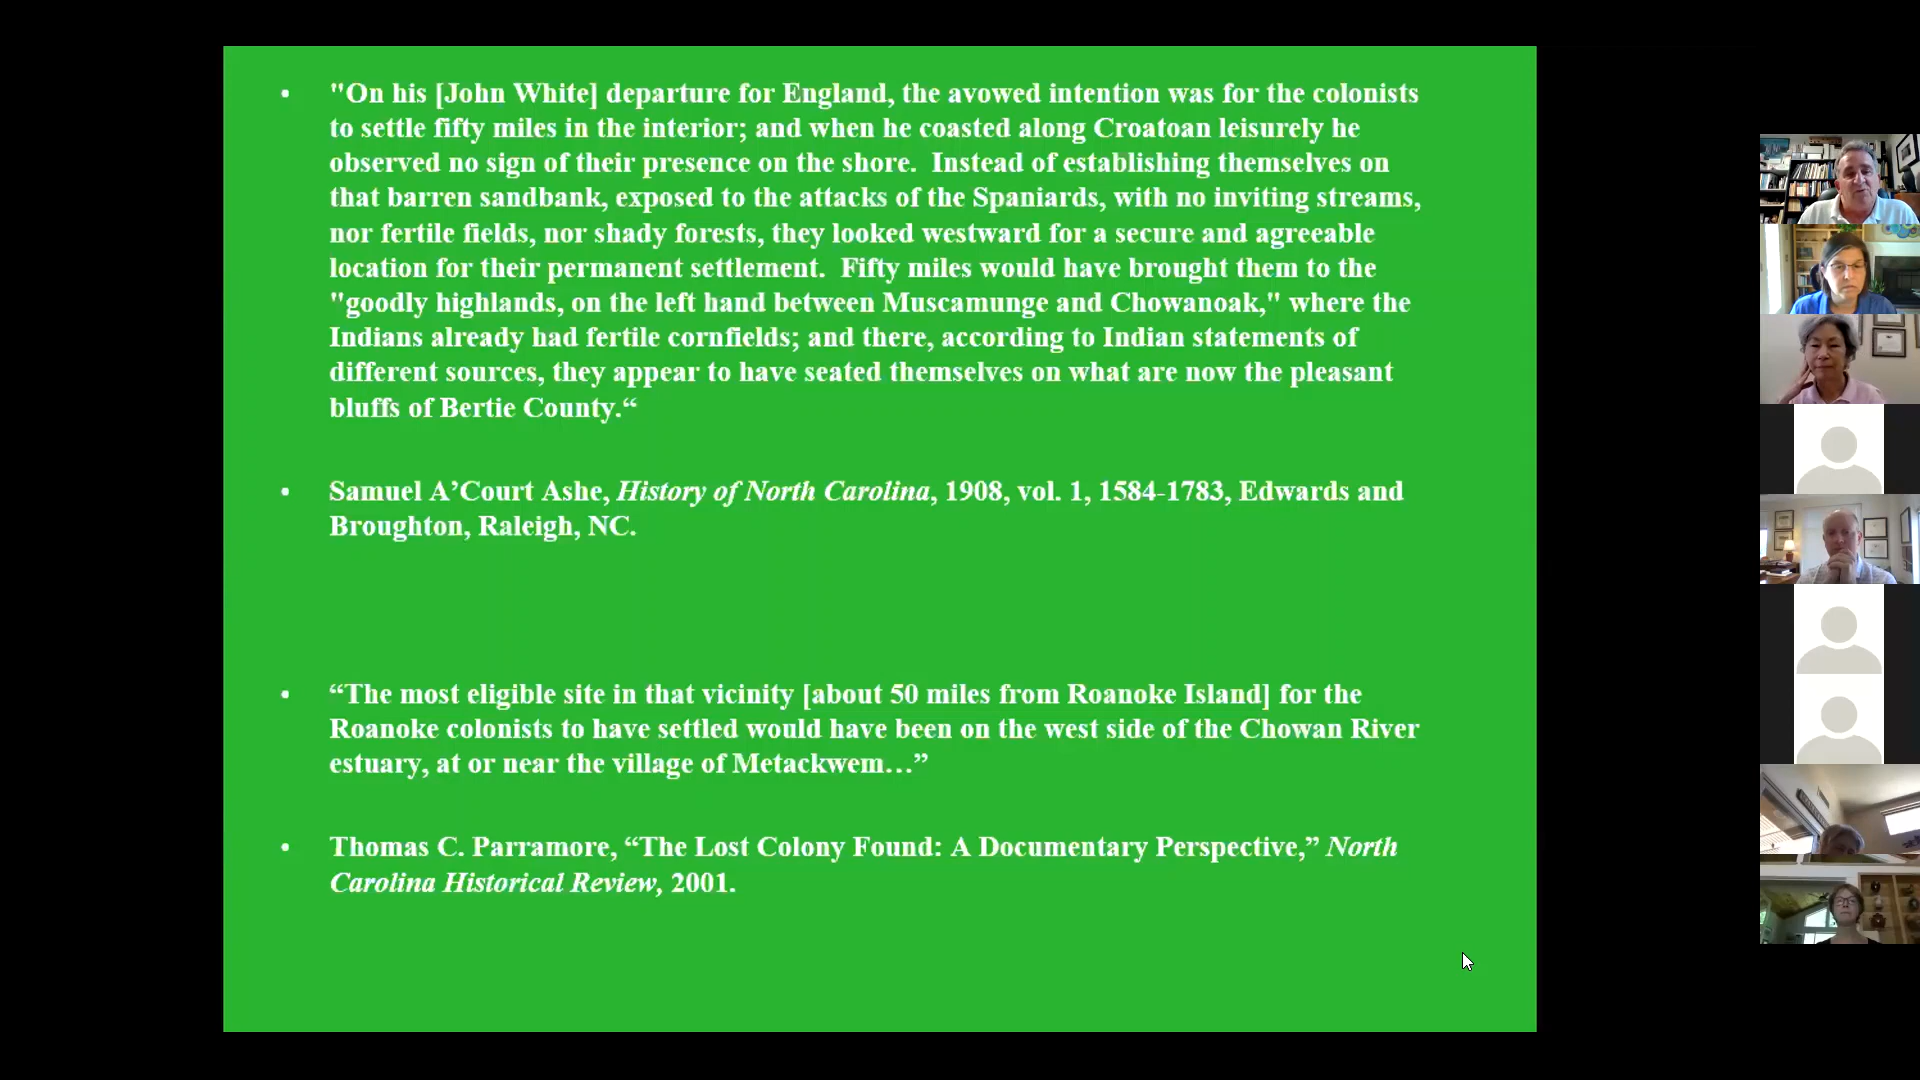 • "On his [John White] departure for England, the avowed intention was for the colonists
to settle fifty miles in the interior; and when he coasted along Croatoan leisurely he
observed no sign of their presence on the shore.  Instead of establishing themselves on
that barren sandbank, exposed to the attacks of the Spaniards, with no inviting streams,
nor fertile fields, nor shady forests, they looked westward for a secure and agreeable
location for their permanent settlement.  Fifty miles would have brought them to the
"goodly highlands, on the left hand between Muscamunge and Chowanoak," where the
Indians already had fertile cornfields; and there, according to Indian statements of
different sources, they appear to have seated themselves on what are now the pleasant
bluffs of Bertie County.“
• Samuel A’Court Ashe, History of North Carolina, 1908, vol. 1, 1584-1783, Edwards and
Broughton, Raleigh, NC.
• “The most eligible site in that vicinity [about 50 miles from Roanoke Island] for the
Roanoke colonists to have settled would have been on the west side of the Chowan River
estuary, at or near the village of Metackwem…”
• Thomas C. Parramore, “The Lost Colony Found: A Documentary Perspective,” North
Carolina Historical Review, 2001.